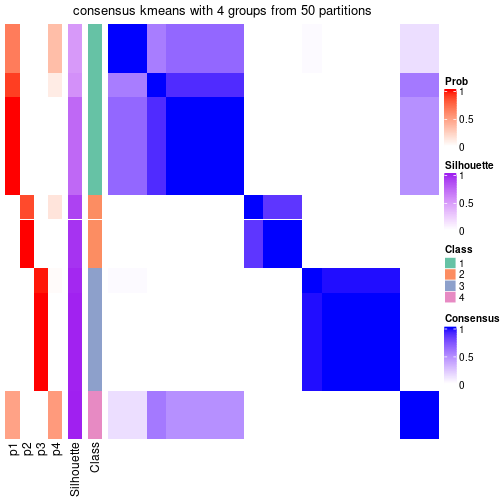 consensus kmeans with 4 groups from 50 partitions
Prob
1
0.5
0
Silhouette
1
0.5
0
Class
1
2
3
4
Consensus
1
0.5
0
p1
p2
p3
p4
Silhouette
Class